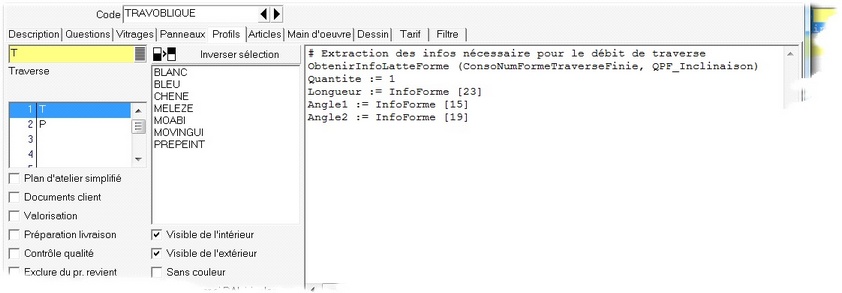 Code TRAVOBLIQUE
Description Questions Vitrages Panneaux Profils Articles Main d'oeuvre Dessin Tarif Filtre
T
Inverser sélection
Traverse
1 T
2 P
3
4
BLANC
BLEU
CHENE
MELEZE
MOABI
MOVINGUI
PREPEINT
# Extraction des infos nécessaire pour le débit de traverse
ObtenirInfoLatteForme (ConsoNumFormeTraverseFinie, QPF_Inclinaison)
Quantite := 1
Longueur := InfoForme [23]
Angle1 := InfoForme [15]
Angle2 := InfoForme [19]
Plan d'atelier simplifié
Documents client
Valorisation
Préparation livraison
Contrôle qualité
Exclure du pr. revient
Visible de l'intérieur
Visible de l'extérieur
Sans couleur